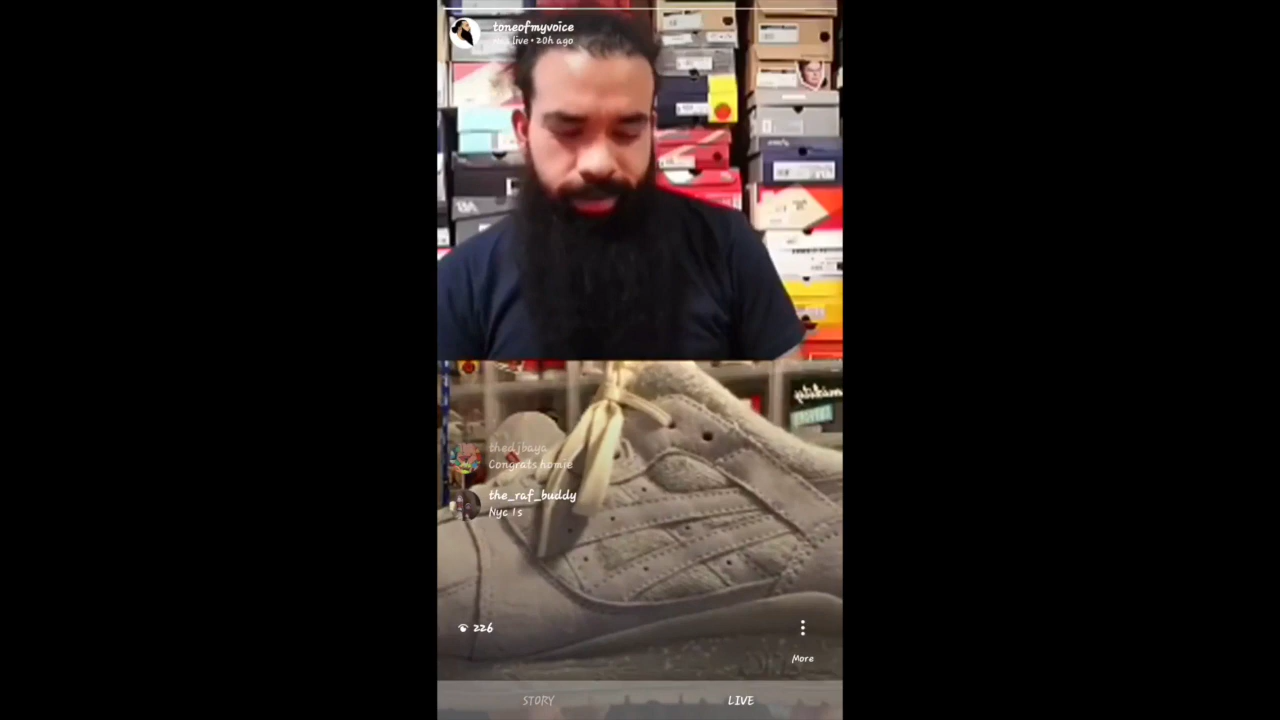 toneofmyvoice
live • 20h ago
thedjbayo
Congrats homie
the_raf_buddy
Nyc 1s
226
More
STORY
LIVE